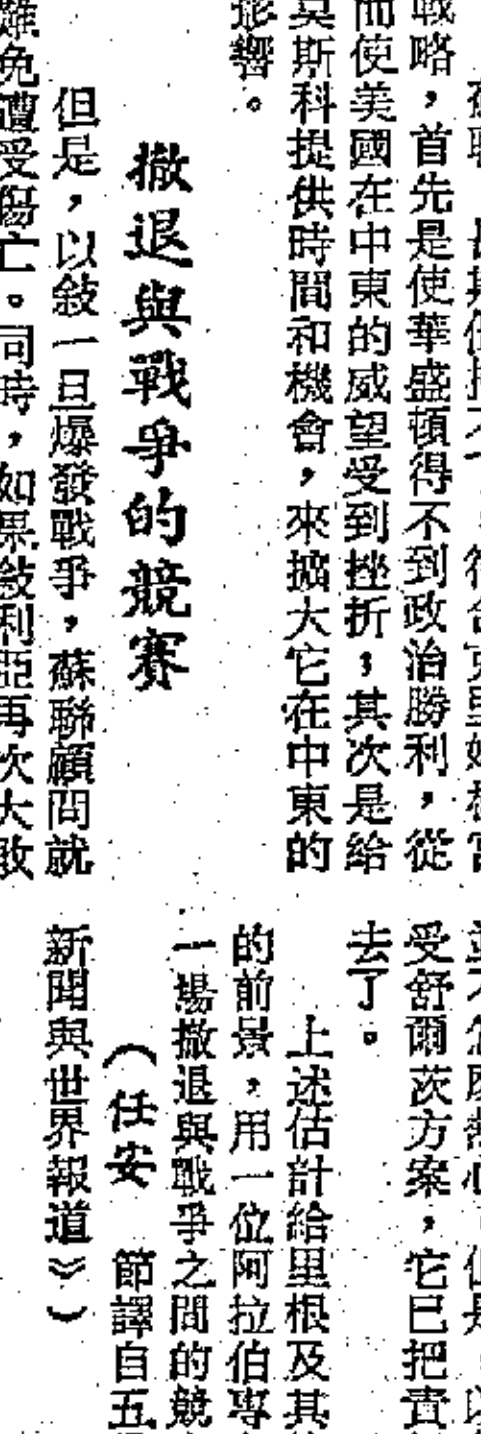 戰略，首先是使華盛頓得不到政治勝利，從
而使美國在中東的威望受到挫折；其次是給
莫斯科提供時間和機會，來擴大它在中東的
影響。
撤退與戰爭的競賽
但是，以敍一旦爆發戰爭，蘇聯顧問就
難免遭受傷亡。同時，如果敍利亞再次大敗
受舒爾茨方案，它已把責
去了。
上述估計給里根及其
的前景，用一位阿拉伯專
一場撤退與戰爭之間的競
（任安　節譯自五
新聞與世界報道》）